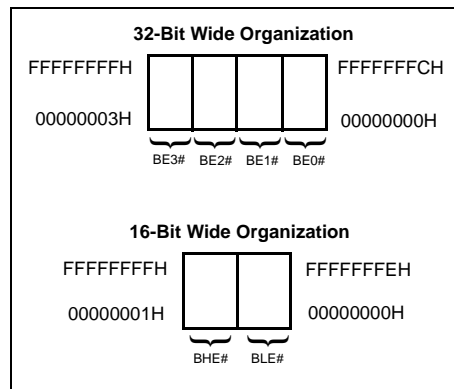 32-Bit Wide Organization
FFFFFFFFH FFFFFFFCH
00000003H 00000000H
BE3# BE2# BE1# BE0#
16-Bit Wide Organization
FFFFFFFFH FFFFFFFEH
00000001H 00000000H
BHE# BLE#